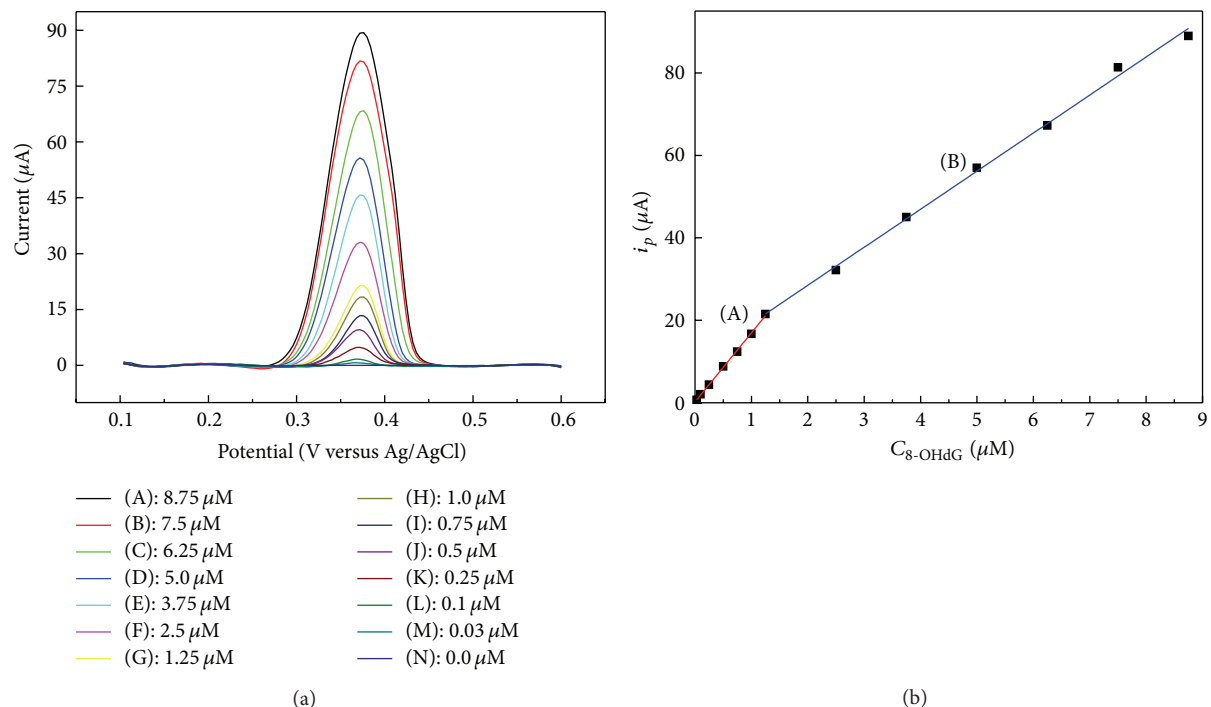 90
75
60
45
30
15
0
Current (μA)
0.1 0.2 0.3 0.4 0.5 0.6
Potential (V versus Ag/AgCl)
(A): 8.75 μM
(B): 7.5 μM
(C): 6.25 μM
(D): 5.0 μM
(E): 3.75 μM
(F): 2.5 μM
(G): 1.25 μM
(H): 1.0 μM
(I): 0.75 μM
(J): 0.5 μM
(K): 0.25 μM
(L): 0.1 μM
(M): 0.03 μM
(N): 0.0 μM
(a)
80
60
40
20
0
i_p (μA)
(A)
(B)
0 1 2 3 4 5 6 7 8 9
C_8-OHdG (μM)
(b)